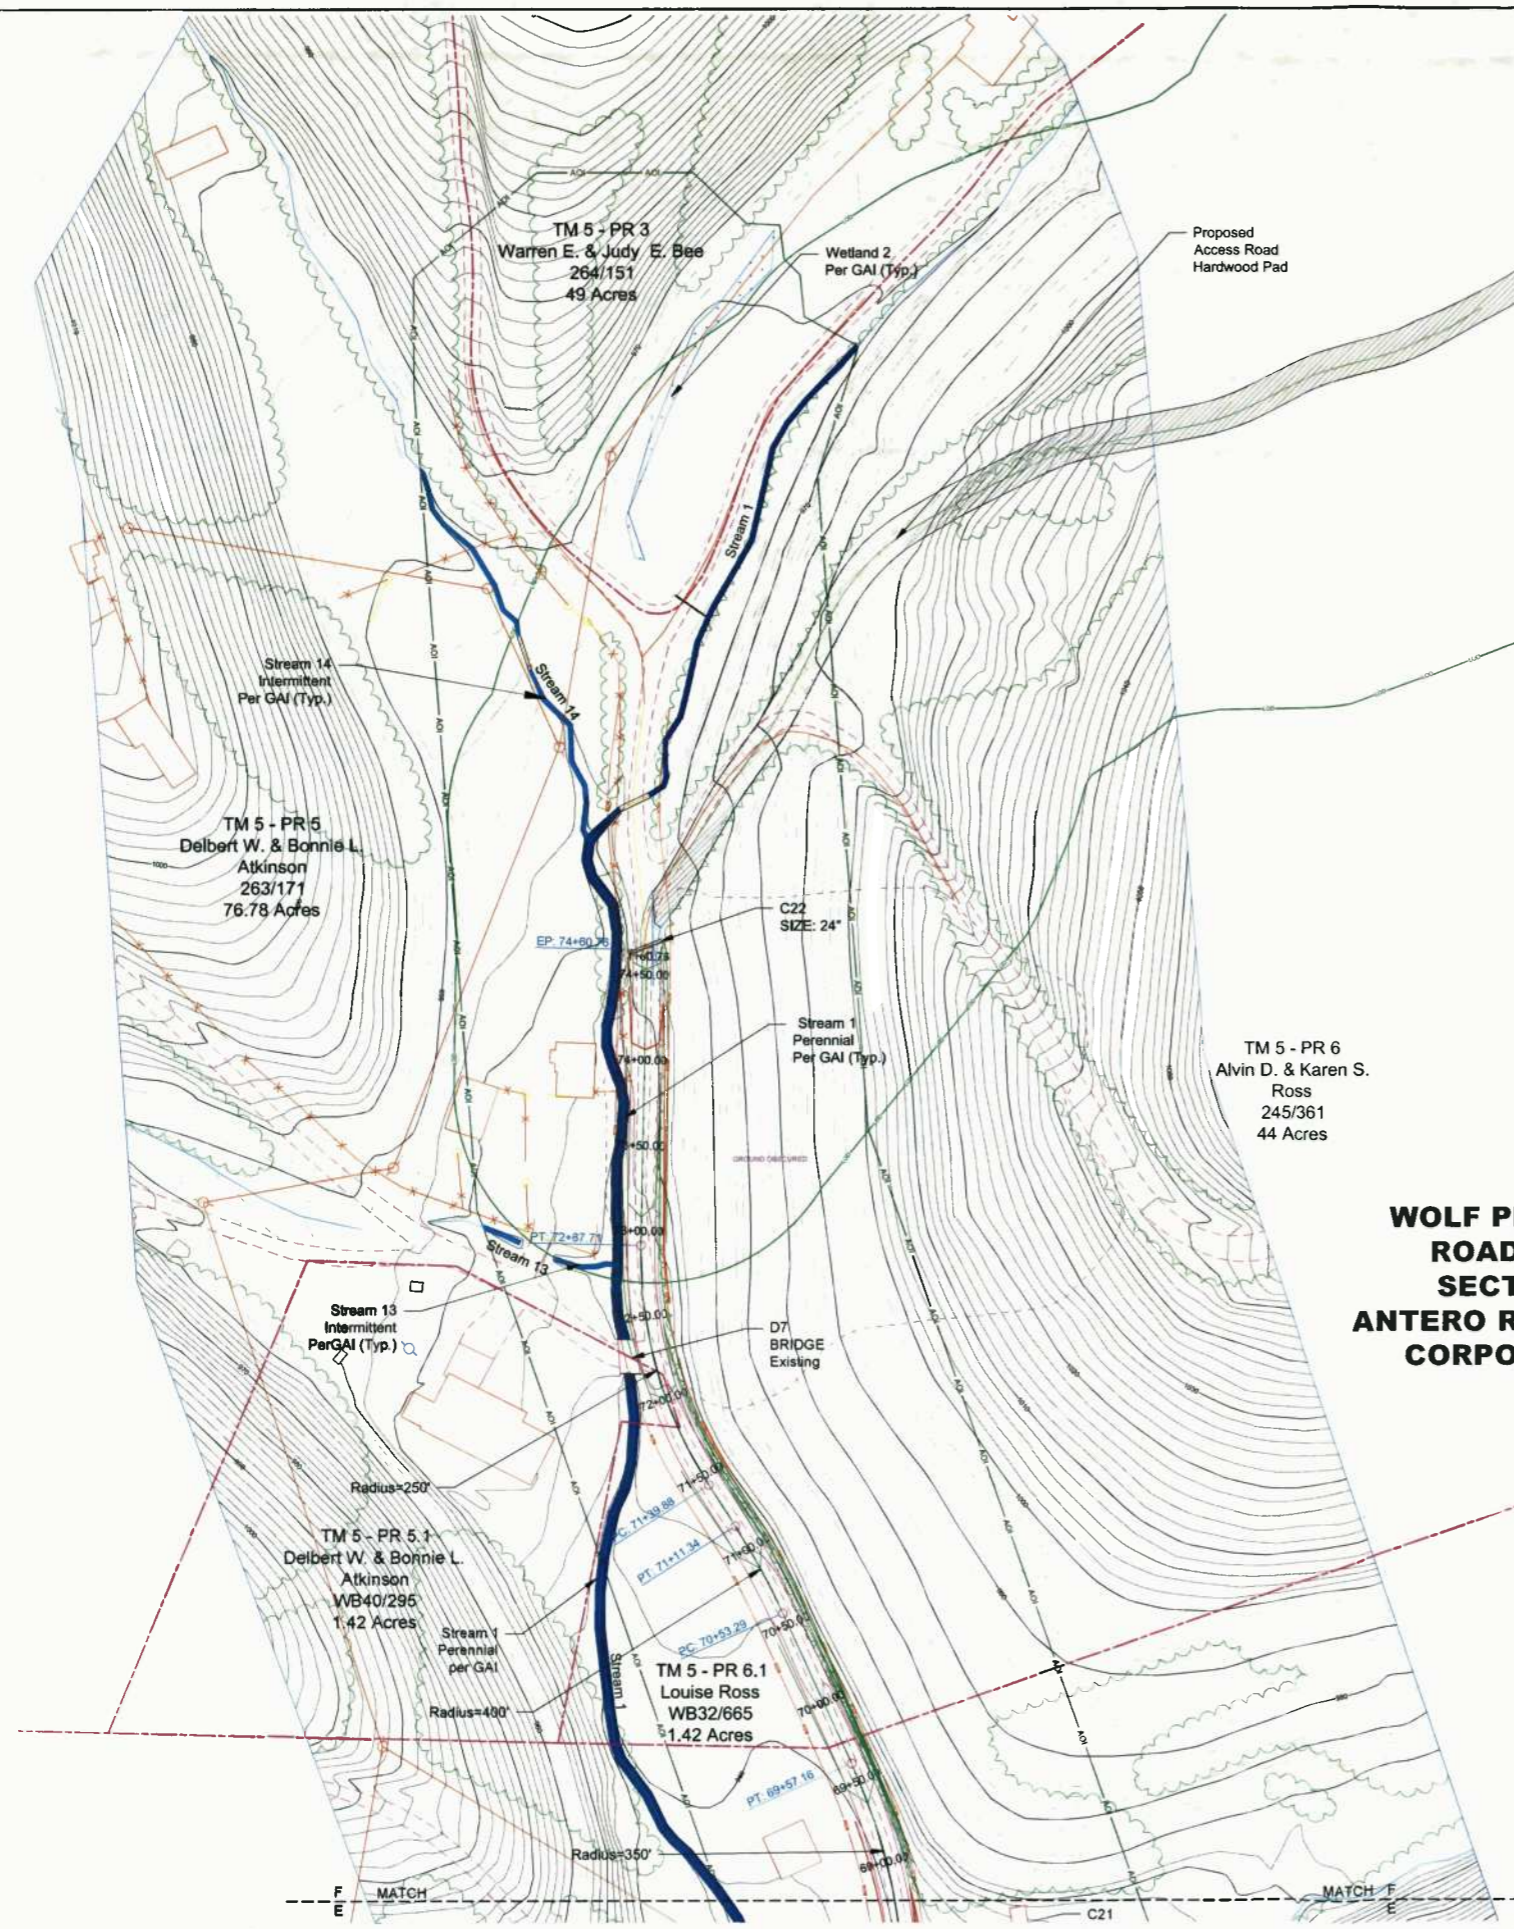 TM 5 - PR 3
Warren E. & Judy E. Bee
264/151
49 Acres
Wetland 2
Per GAI (Typ.)
Proposed
Access Road
Hardwood Pad
Stream 1
Stream 14
Stream 14
Intermittent
Per GAI (Typ.)
TM 5 - PR 5
Delbert W. & Bonnie L.
Atkinson
263/171
76.78 Acres
C22
SIZE: 24"
EP: 74+60.76
74+50.00
Stream 1
Perennial
Per GAI (Typ.)
74+00.00
TM 5 - PR 6
Alvin D. & Karen S.
Ross
245/361
44 Acres
GROUND OBSCURED
PT: 72+87.71
Stream 13
Stream 13
Intermittent
PerGAI (Typ.)
D7
BRIDGE
Existing
WOLF P
ROAD
SECT
ANTERO R
CORPO
72+00.00
Radius=250'
71+50.00
PC: 71+39.88
PT: 71+11.34
71+00.00
TM 5 - PR 5.1
Delbert W. & Bonnie L.
Atkinson
WB40/295
1.42 Acres
PC: 70+53.29
70+50.00
Stream 1
Perennial
per GAI
Stream 1
TM 5 - PR 6.1
Louise Ross
WB32/665
1.42 Acres
Radius=400'
70+00.00
PT: 69+57.16
69+50.00
Radius=350'
69+00.00
F
E
MATCH
MATCH
F
E
C21